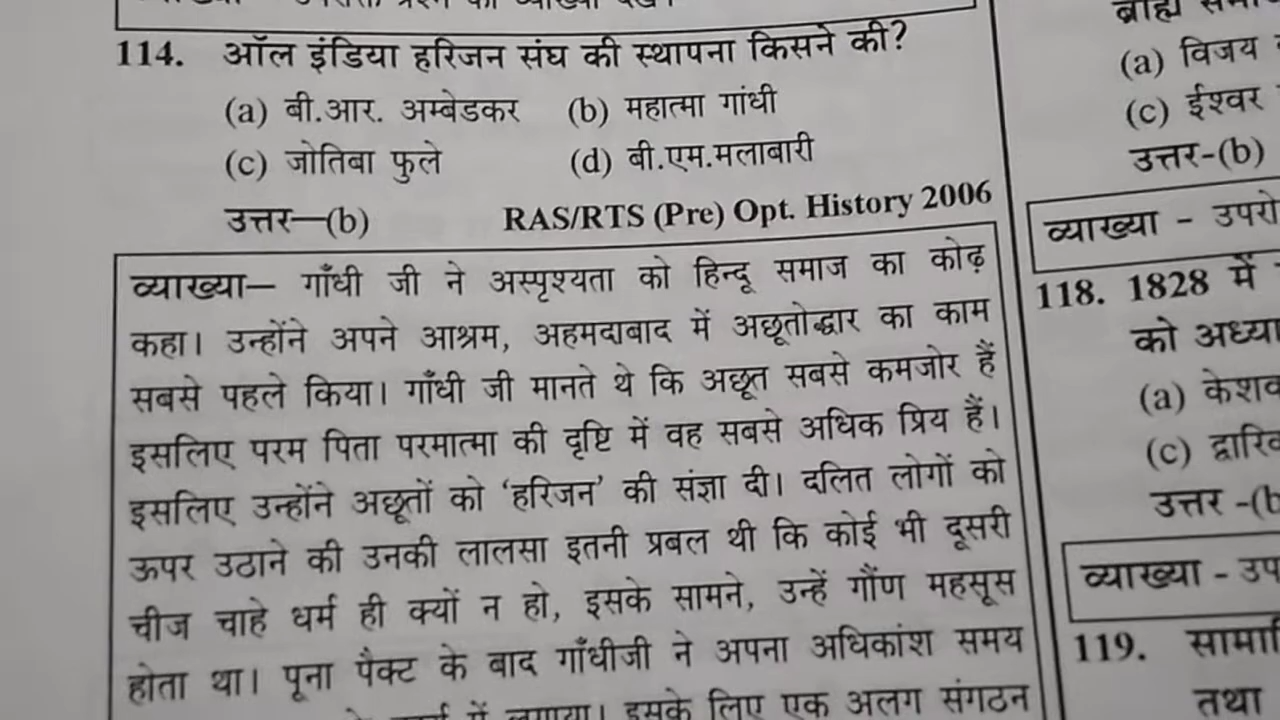 114. ऑल इंडिया हरिजन संघ की स्थापना किसने की?
(a) बी.आर. अम्बेडकर (b) महात्मा गांधी
(c) जोतिबा फुले (d) बी.एम.मलाबारी
उत्तर—(b) RAS/RTS (Pre) Opt. History 2006
व्याख्या— गाँधी जी ने अस्पृश्यता को हिन्दू समाज का कोढ़
कहा। उन्होंने अपने आश्रम, अहमदाबाद में अछूतोद्धार का काम
सबसे पहले किया। गाँधी जी मानते थे कि अछूत सबसे कमजोर हैं
इसलिए परम पिता परमात्मा की दृष्टि में वह सबसे अधिक प्रिय हैं।
इसलिए उन्होंने अछूतों को ‘हरिजन’ की संज्ञा दी। दलित लोगों को
ऊपर उठाने की उनकी लालसा इतनी प्रबल थी कि कोई भी दूसरी
चीज चाहे धर्म ही क्यों न हो, इसके सामने, उन्हें गौंण महसूस
होता था। पूना पैक्ट के बाद गाँधीजी ने अपना अधिकांश समय
में लगाया। इसके लिए एक अलग संगठन
ब्राह्म
(a) विजय
(c) ईश्वर
उत्तर-(b)
व्याख्या -
118. 1828 में
को
(a)
(c)
उत्तर -(b
व्याख्या -
119.
तथा